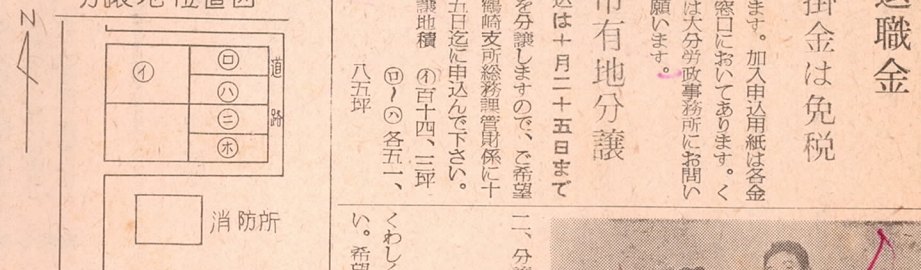 退職金
掛金は免税
ます。加入申込用紙は各金
窓口においてあります。く
は大分労政事務所にお問い
願います。
市有地分譲
込は十月二十五日まで
を分譲しますので、ご希望
鶴崎支所総務課管財係に十
五日迄に申込んで下さい。
譲地積
㋑百十四、三坪
㋺〜㋩各五一、
八五坪
分譲地位置図
N
㋑
㋺
㋩
㊁
㋭
道路
消防所
二、分譲
くわしく
い。希望